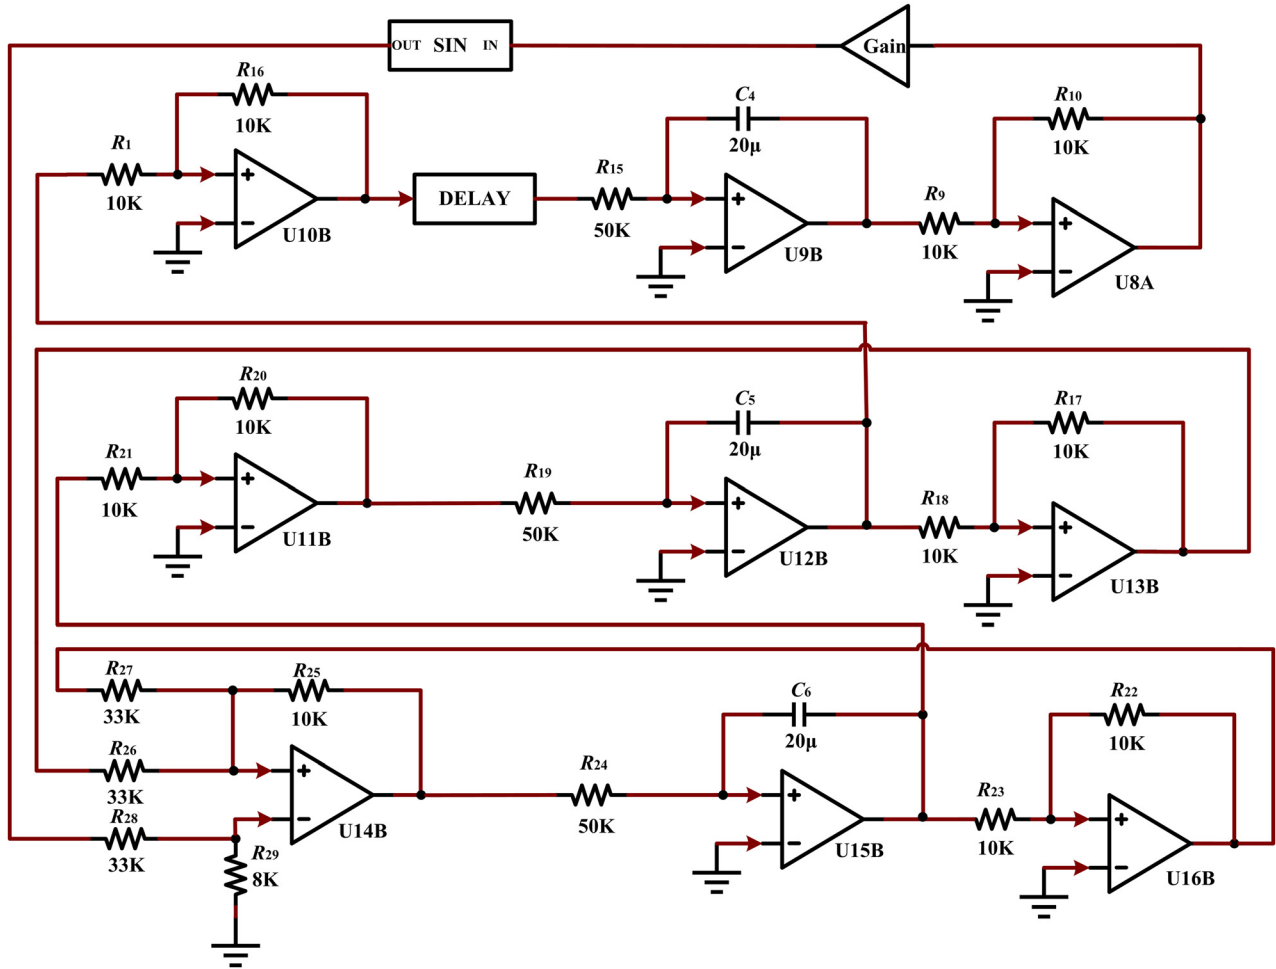 OUT SIN IN
Gain
R16
10K
C4
20μ
R10
10K
R1
10K
+
−
U10B
DELAY
R15
50K
+
−
U9B
R9
10K
+
−
U8A
R20
10K
C5
20μ
R17
10K
R21
10K
+
−
U11B
R19
50K
+
−
U12B
R18
10K
+
−
U13B
R27
33K
R25
10K
C6
20μ
R22
10K
R26
33K
+
−
U14B
R24
50K
+
−
U15B
R23
10K
+
−
U16B
R28
33K
R29
8K